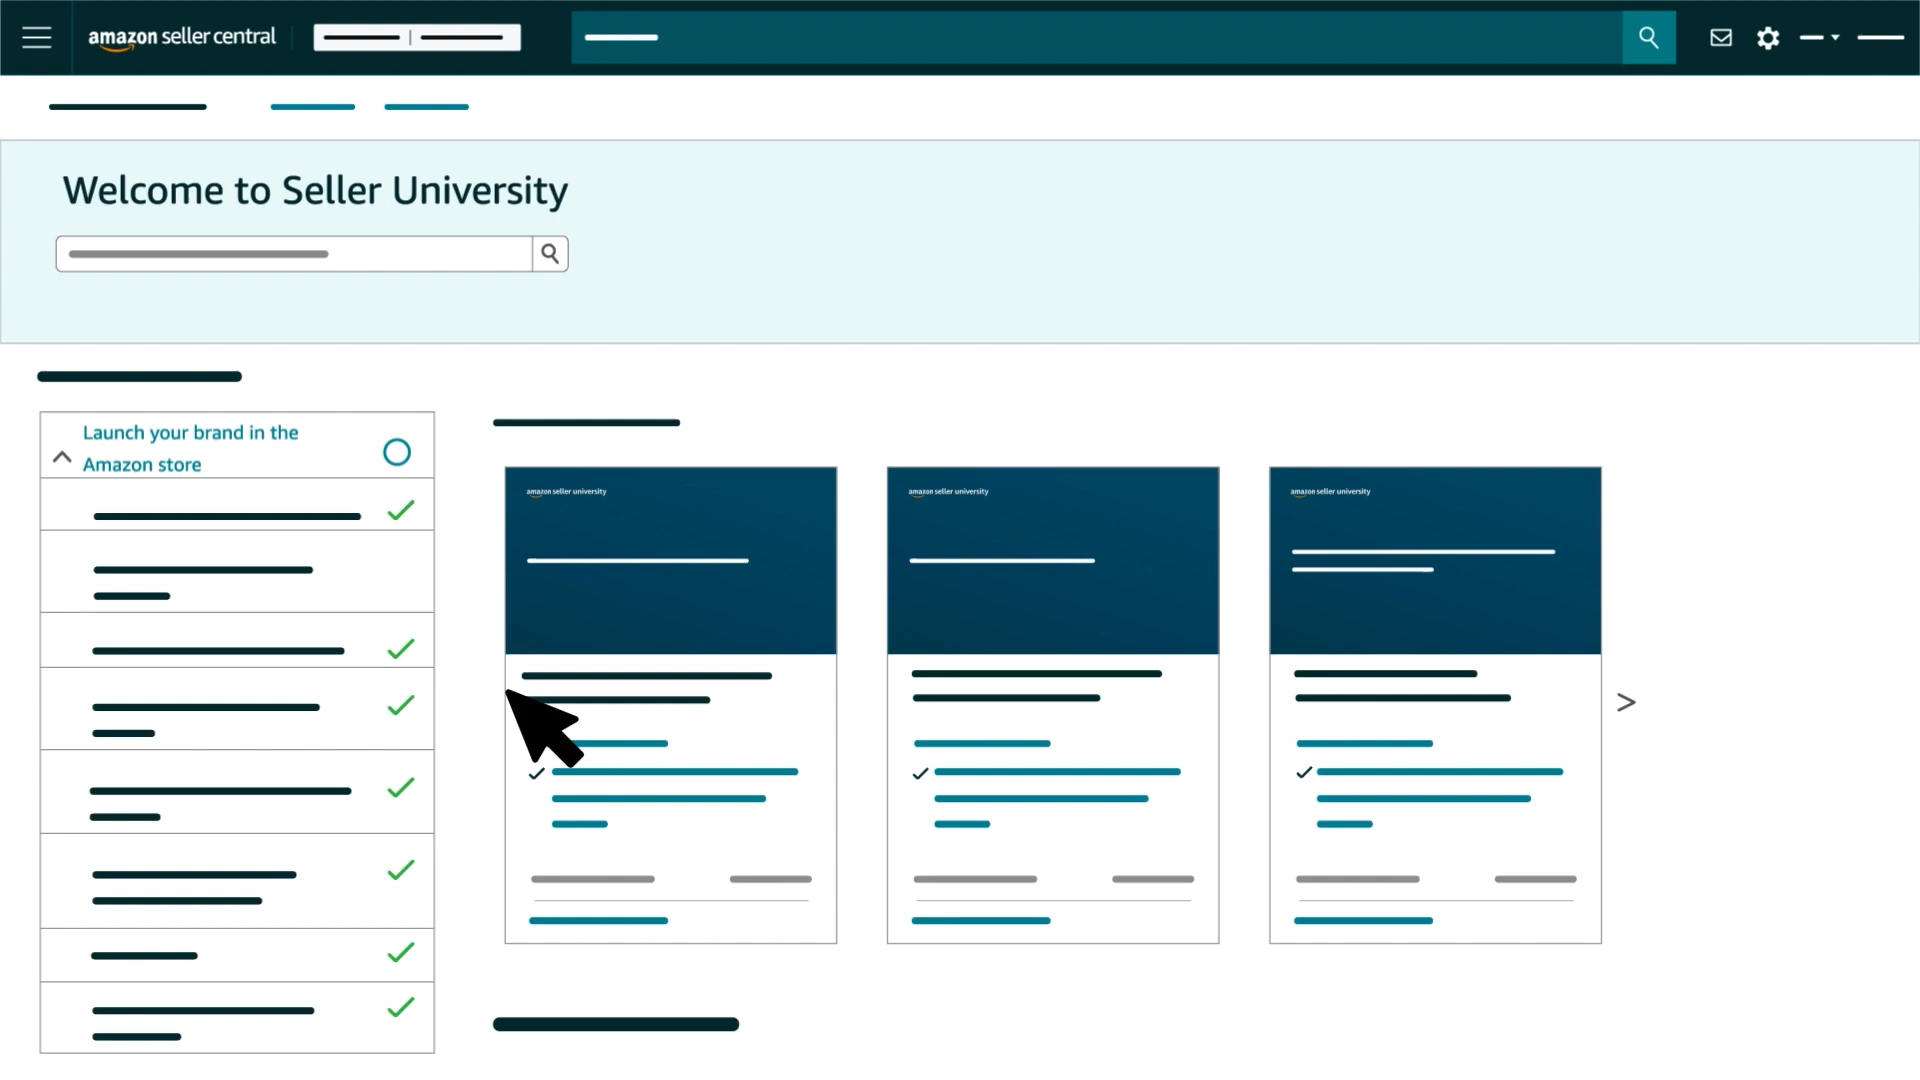 amazon seller central
Welcome to Seller University
Launch your brand in the
Amazon store
amazon seller university
amazon seller university
amazon seller university